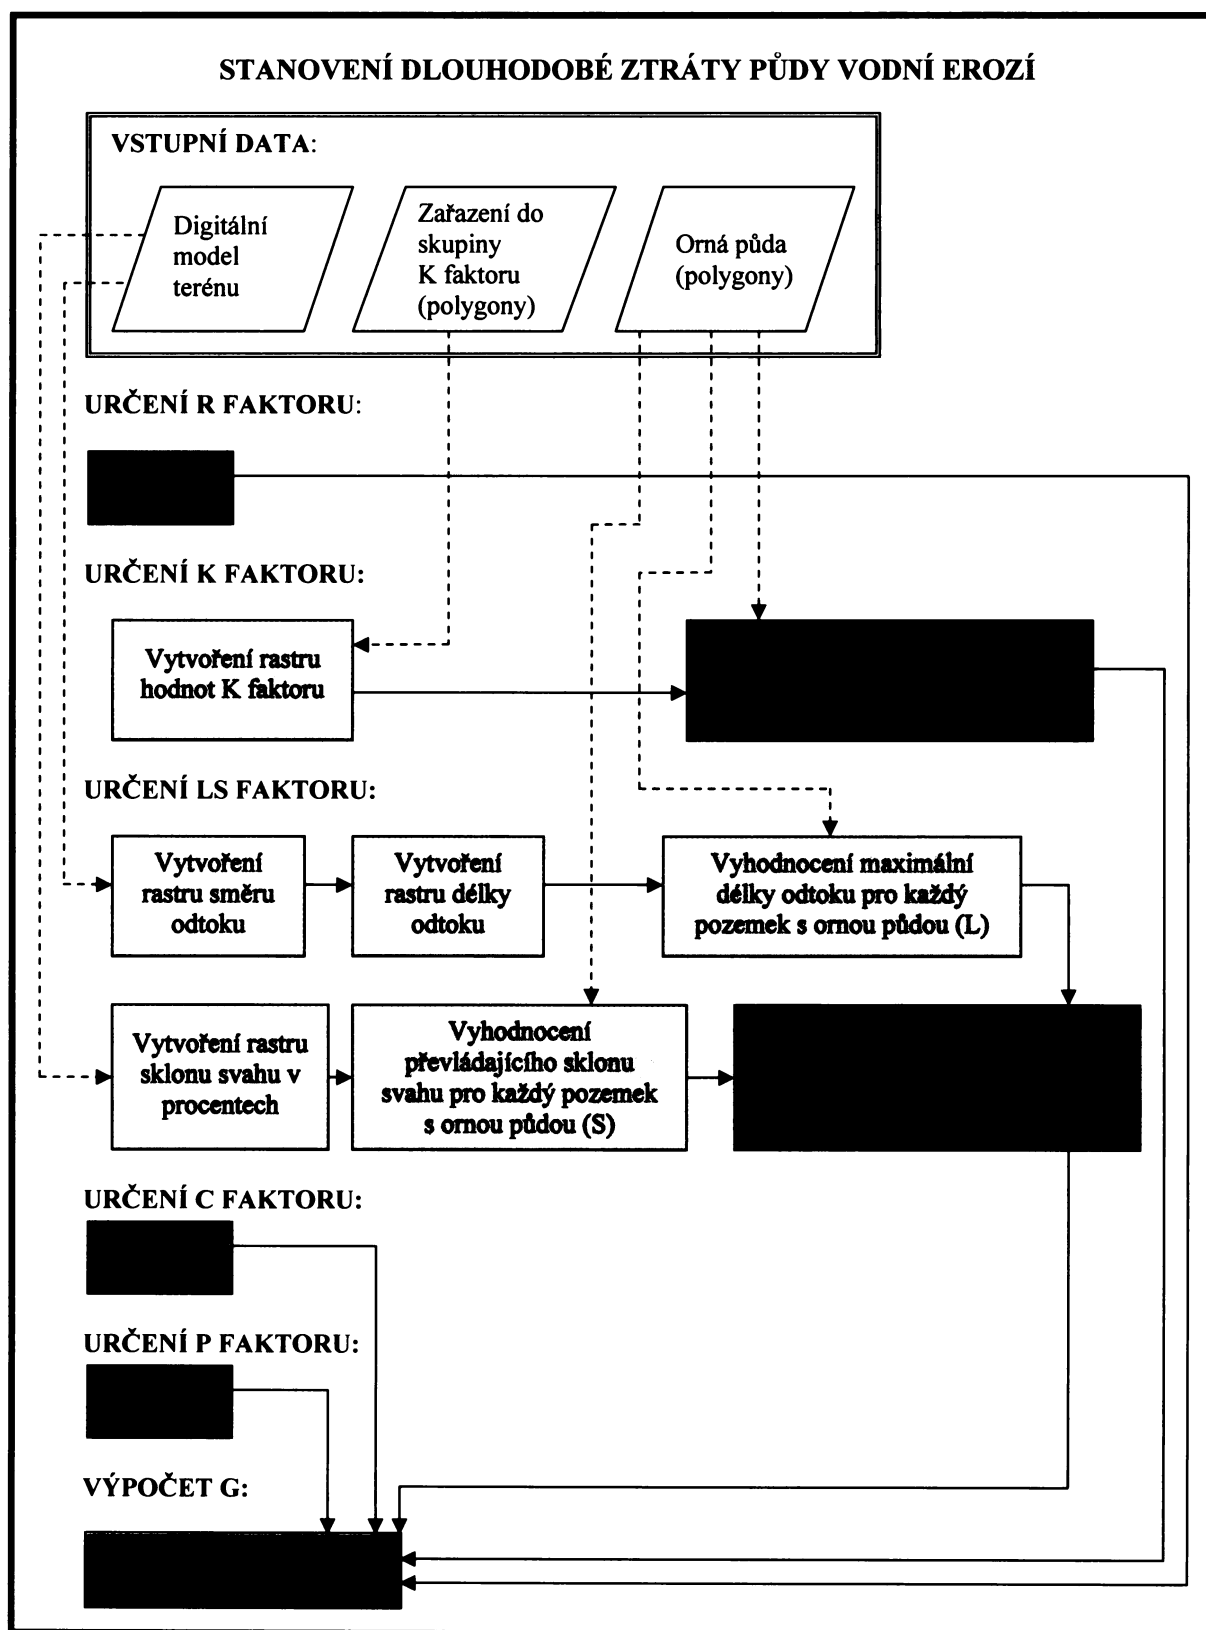 STANOVENÍ DLOUHODOBÉ ZTRÁTY PŮDY VODNÍ EROZÍ
VSTUPNÍ DATA:
Digitální
model
terénu
Zařazení do
skupiny
K faktoru
(polygony)
Orná půda
(polygony)
URČENÍ R FAKTORU:
URČENÍ K FAKTORU:
Vytvoření rastru
hodnot K faktoru
URČENÍ LS FAKTORU:
Vytvoření
rastru směru
odtoku
Vytvoření
rastru délky
odtoku
Vyhodnocení maximální
délky odtoku pro každý
pozemek s ornou půdou (L)
Vytvoření rastru
sklonu svahu v
procentech
Vyhodnocení
převládajícího sklonu
svahu pro každý pozemek
s ornou půdou (S)
URČENÍ C FAKTORU:
URČENÍ P FAKTORU:
VÝPOČET G: